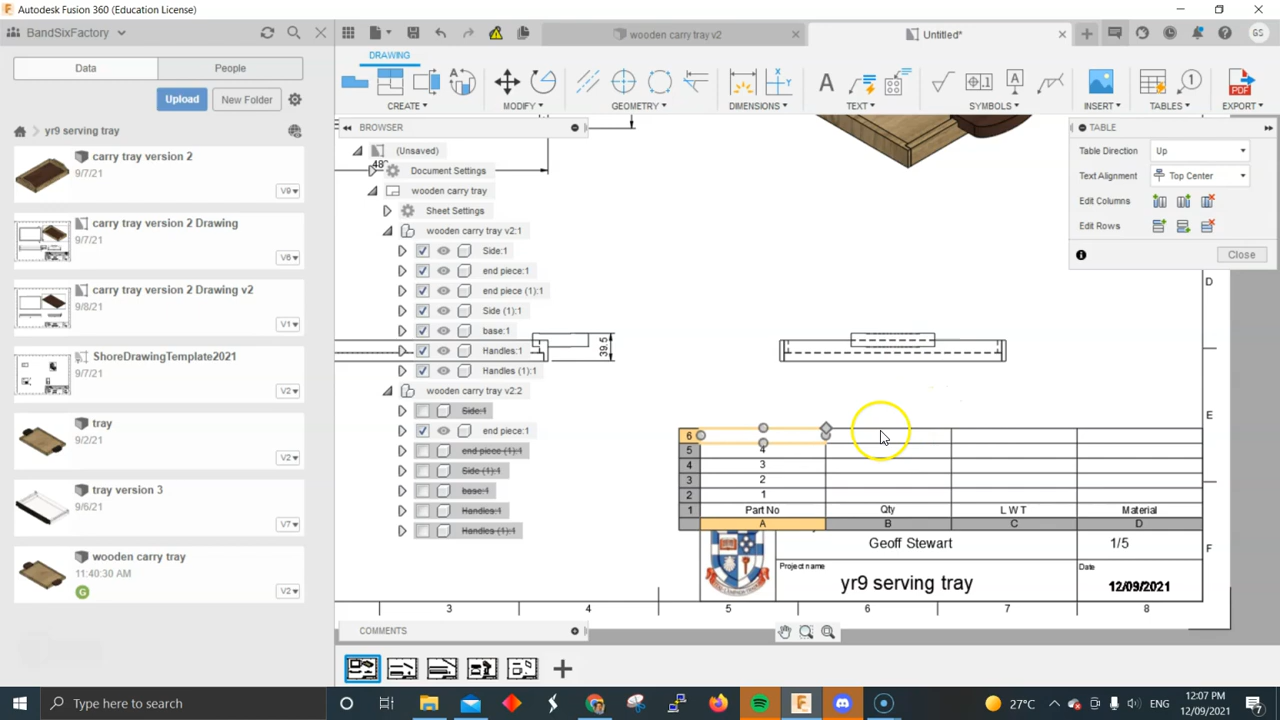 Autodesk Fusion 360 (Education License)
BandSixFactory
wooden carry tray v2
Untitled*
GS
Data
People
DRAWING
Upload
New Folder
CREATE
MODIFY
GEOMETRY
DIMENSIONS
TEXT
SYMBOLS
INSERT
TABLES
EXPORT
yr9 serving tray
BROWSER
TABLE
(Unsaved)
Table Direction
Up
carry tray version 2
9/7/21
V9
Document Settings
Text Alignment
Top Center
wooden carry tray
Edit Columns
Sheet Settings
Edit Rows
carry tray version 2 Drawing
9/7/21
V6
wooden carry tray v2:1
Close
Side:1
end piece:1
D
carry tray version 2 Drawing v2
9/8/21
V1
end piece (1):1
Side (1):1
base:1
39.5
Handles:1
ShoreDrawingTemplate2021
9/7/21
V2
Handles (1):1
wooden carry tray v2:2
Side:1
E
tray
9/2/21
V2
end piece:1
end piece (1):1
Side (1):1
base:1
Handles:1
Handles (1):1
6
5 4
4 3
3 2
2 1
1 Part No Qty L W T Material
A B C D
tray version 3
9/6/21
V7
Geoff Stewart
1/5
F
Project name
yr9 serving tray
Date
12/09/2021
wooden carry tray
11:40:30 AM
G
V2
3 4 5 6 7 8
COMMENTS
Type here to search
27°C
ENG
12:07 PM
12/09/2021